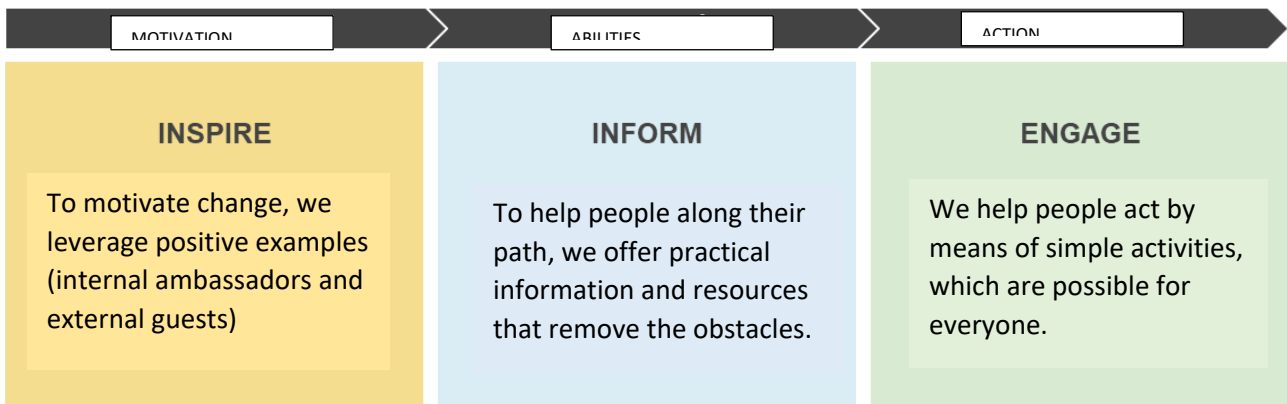 MOTIVATION
ABILITIES
ACTION
INSPIRE
To motivate change, we
leverage positive examples
(internal ambassadors and
external guests)
INFORM
To help people along their
path, we offer practical
information and resources
that remove the obstacles.
ENGAGE
We help people act by
means of simple activities,
which are possible for
everyone.